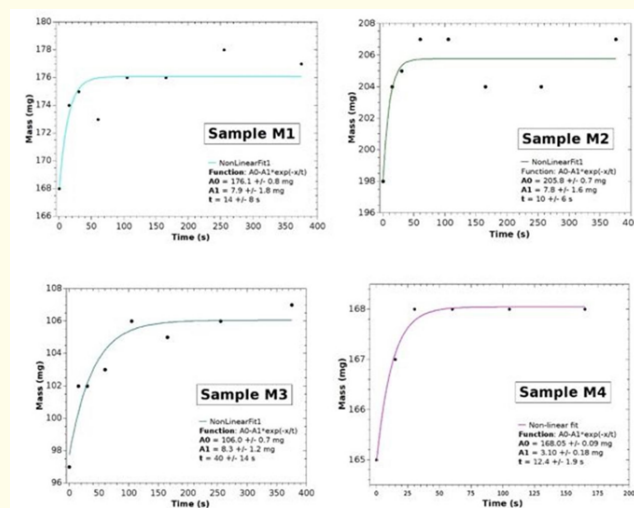 180
178
176
174
172
170
168
166
Mass (mg)
0 50 100 150 200 250 300 350 400
Time (s)
Sample M1
NonLinearFit1
Function: A0-A1*exp(-x/t)
A0 = 176.1 +/- 0.8 mg
A1 = 7.9 +/- 1.8 mg
t = 14 +/- 8 s
208
206
204
202
200
198
196
Mass (mg)
0 50 100 150 200 250 300 350 400
Time (s)
Sample M2
NonLinearFit1
Function: A0-A1*exp(-x/t)
A0 = 205.8 +/- 0.7 mg
A1 = 7.8 +/- 1.6 mg
t = 10 +/- 6 s
108
106
104
102
100
98
96
Mass (mg)
0 50 100 150 200 250 300 350 400
Time (s)
Sample M3
NonLinearFit1
Function: A0-A1*exp(-x/t)
A0 = 106.0 +/- 0.7 mg
A1 = 8.3 +/- 1.2 mg
t = 40 +/- 14 s
168
167
166
165
Mass (mg)
0 25 50 75 100 125 150 175 200
Time (s)
Sample M4
Non-linear fit
Function: A0-A1*exp(-x/t)
A0 = 168.05 +/- 0.09 mg
A1 = 3.10 +/- 0.18 mg
t = 12.4 +/- 1.9 s